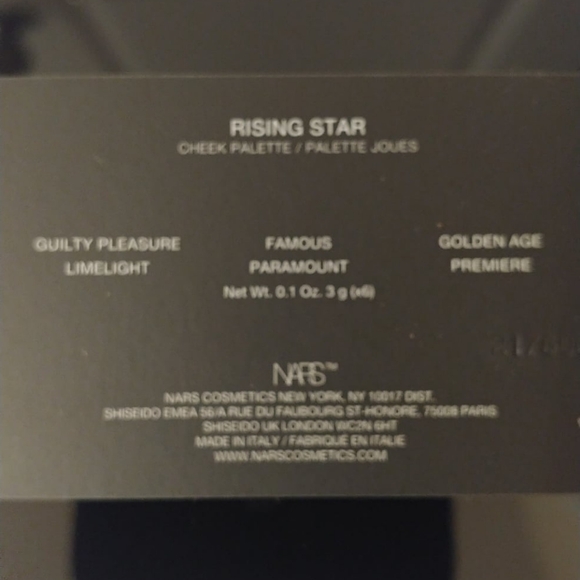 RISING STAR
CHEEK PALETTE / PALETTE JOUES
GUILTY PLEASURE FAMOUS GOLDEN AGE
LIMELIGHT PARAMOUNT PREMIERE
Net Wt. 0.1 Oz. 3 g (x6)
NARS™
NARS COSMETICS NEW YORK, NY 10017 DIST.
SHISEIDO EMEA 56/A RUE DU FAUBOURG ST-HONORE, 75008 PARIS
SHISEIDO UK LONDON WC2N 6HT
MADE IN ITALY / FABRIQUE EN ITALIE
WWW.NARSCOSMETICS.COM